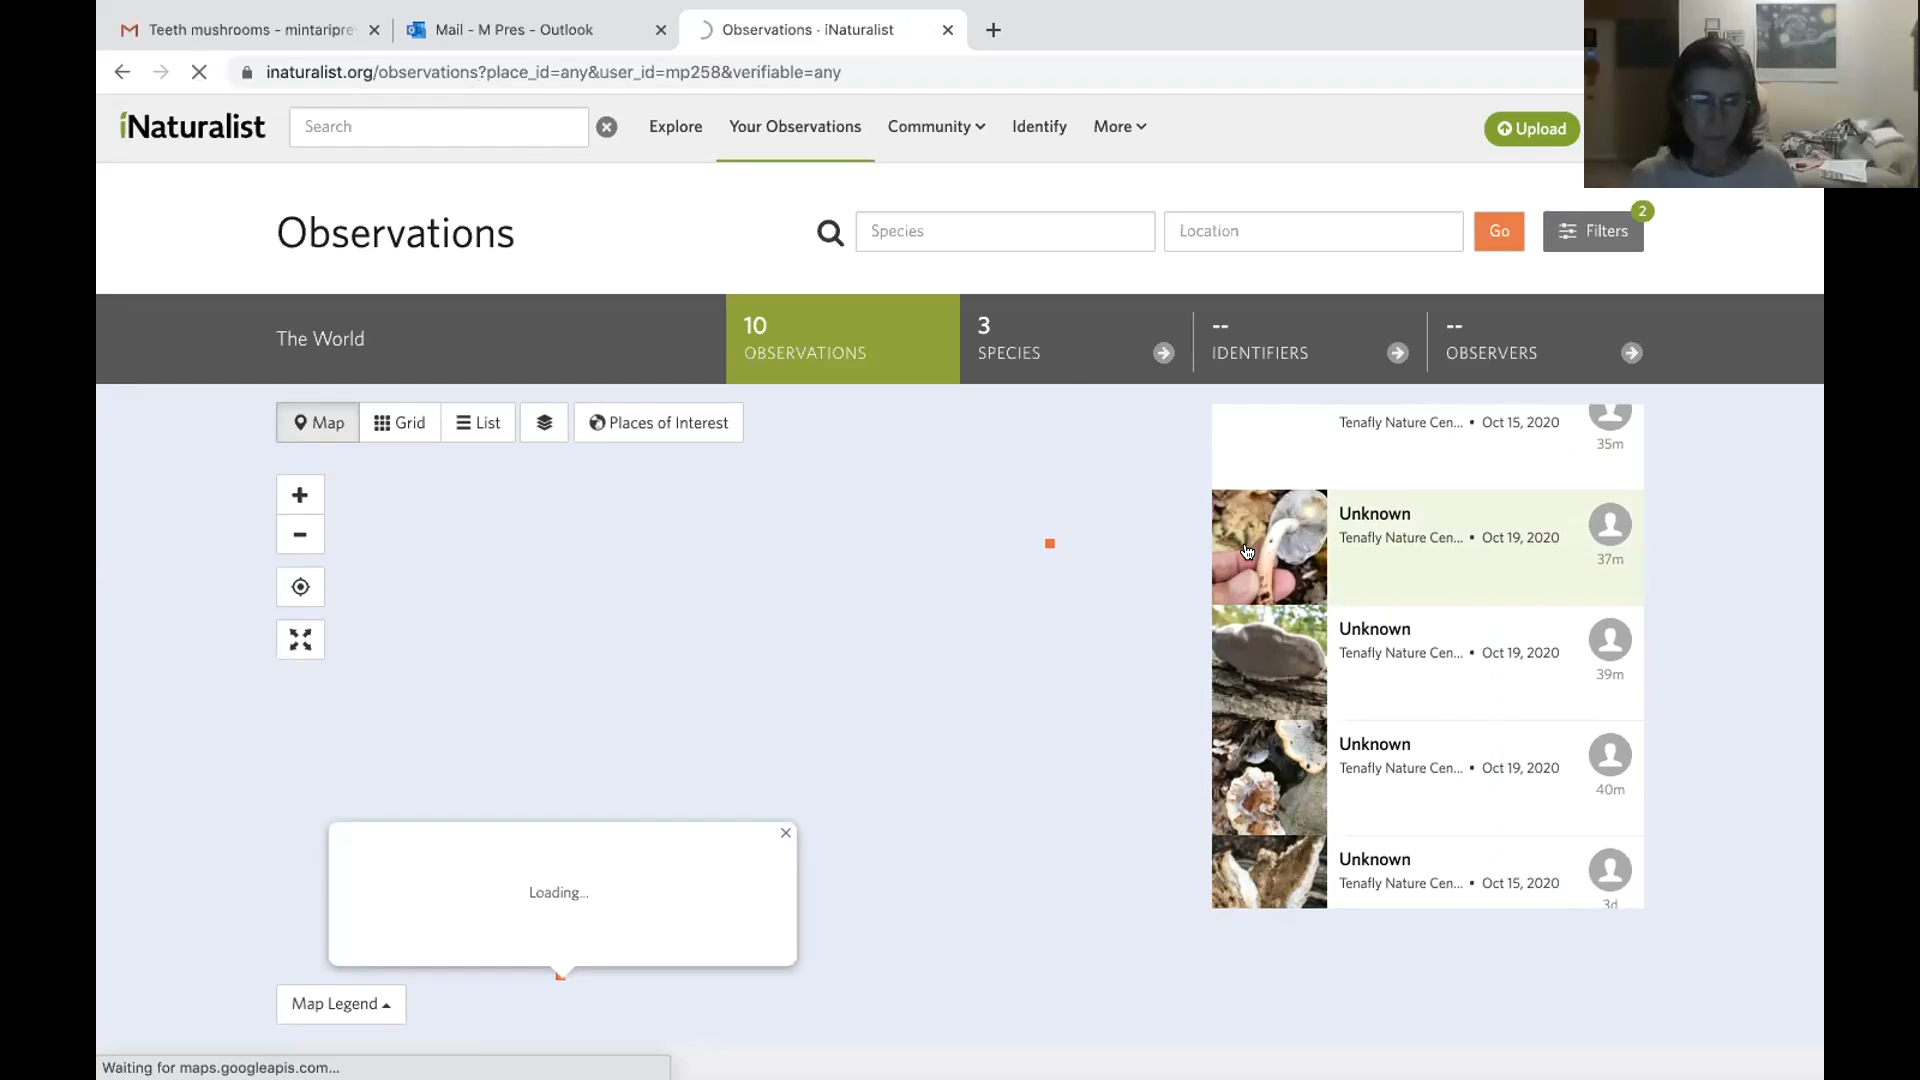 Teeth mushrooms - mintaripre
Mail - M Pres - Outlook
Observations · iNaturalist
inaturalist.org/observations?place_id=any&user_id=mp258&verifiable=any
iNaturalist
Search
Explore
Your Observations
Community
Identify
More
Upload
Observations
Species
Location
Go
Filters
2
The World
10
OBSERVATIONS
3
SPECIES
--
IDENTIFIERS
--
OBSERVERS
Map
Grid
List
Places of Interest
Tenafly Nature Cen... • Oct 15, 2020
35m
Unknown
Tenafly Nature Cen... • Oct 19, 2020
37m
Unknown
Tenafly Nature Cen... • Oct 19, 2020
39m
Unknown
Tenafly Nature Cen... • Oct 19, 2020
40m
Unknown
Tenafly Nature Cen... • Oct 15, 2020
3d
Loading...
Map Legend
Waiting for maps.googleapis.com...